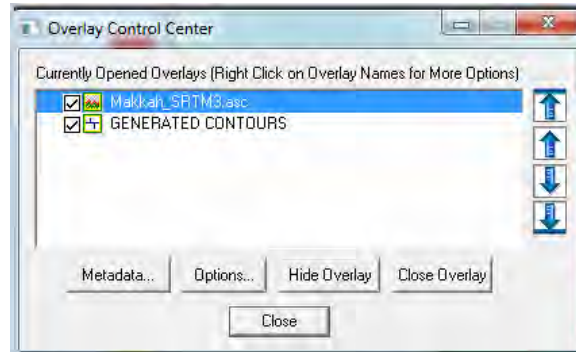 Overlay Control Center
Currently Opened Overlays (Right Click on Overlay Names for More Options)
Makkah_SRTM3.asc
GENERATED CONTOURS
Metadata... Options... Hide Overlay Close Overlay
Close